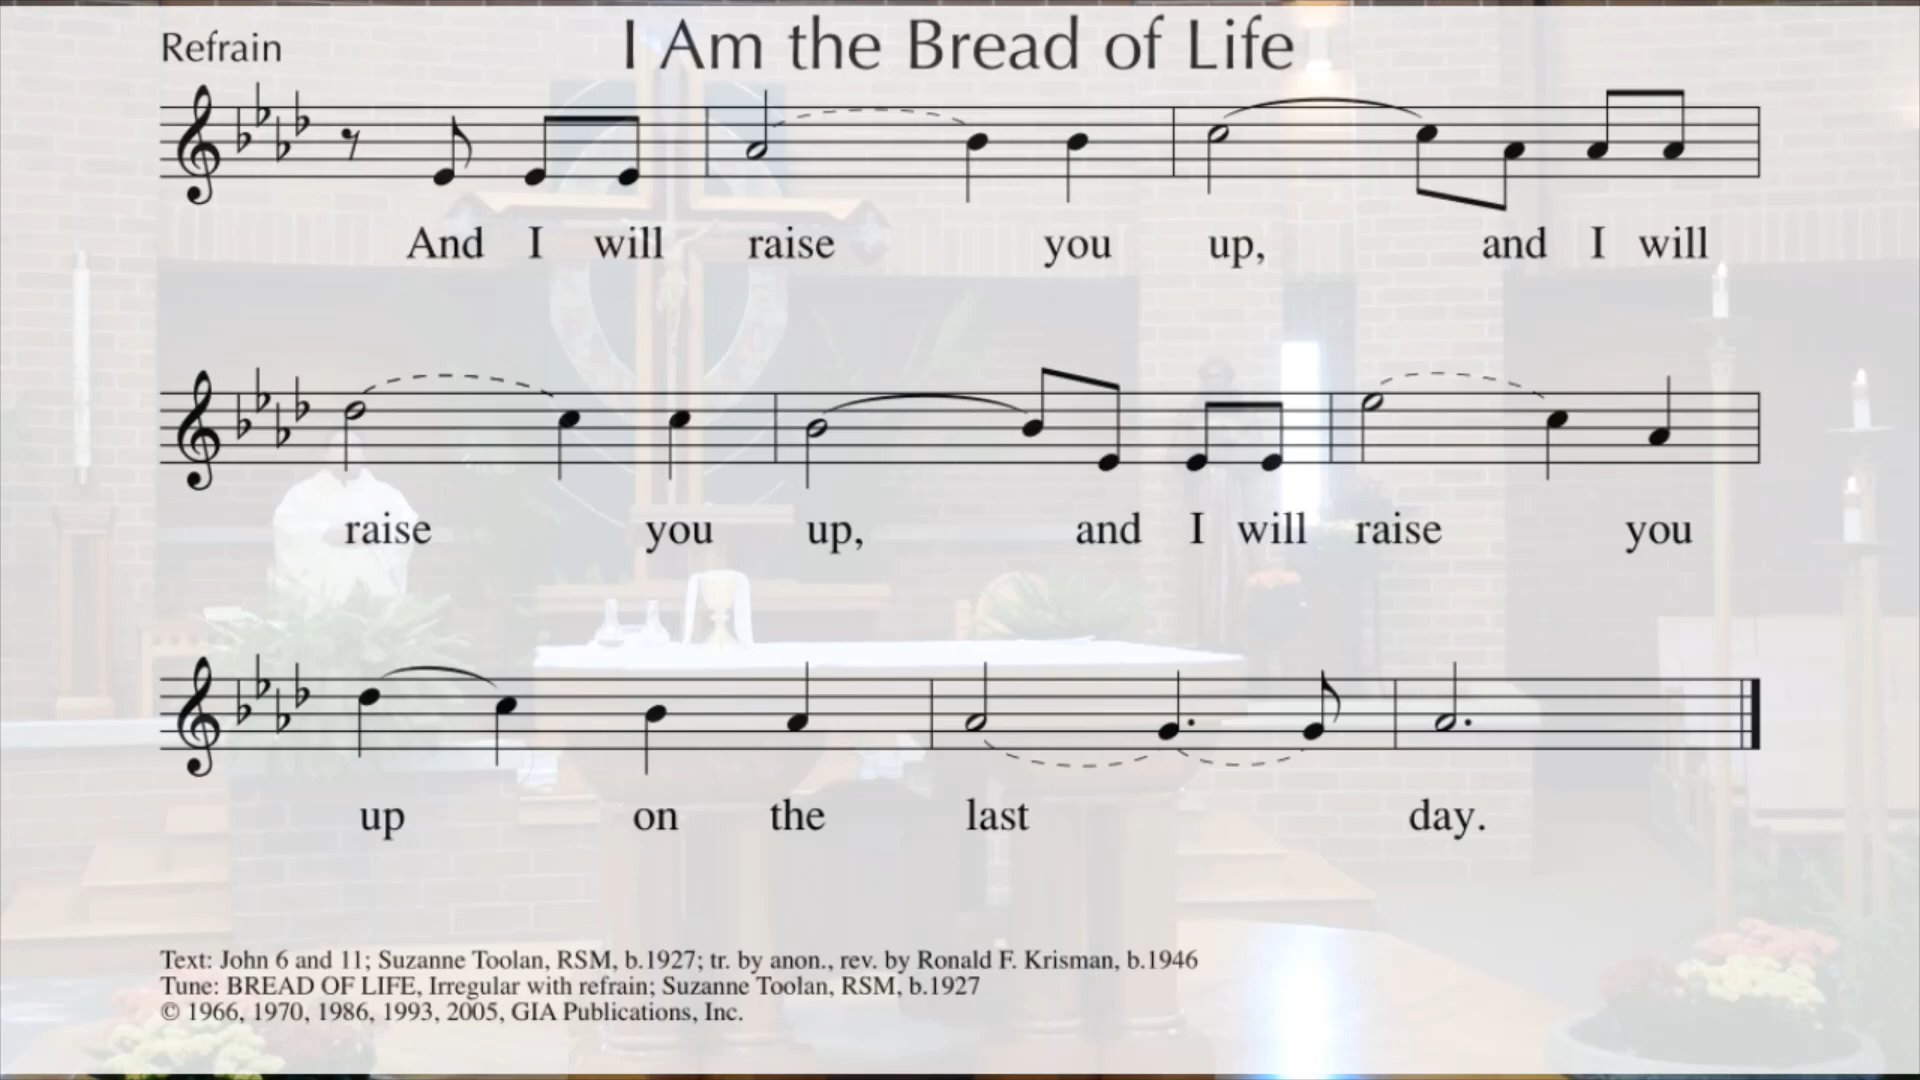 I Am the Bread of Life
Refrain
And I will raise you up, and I will
raise you up, and I will raise you
up on the last day.
Text: John 6 and 11; Suzanne Toolan, RSM, b.1927; tr. by anon., rev. by Ronald F. Krisman, b.1946
Tune: BREAD OF LIFE, Irregular with refrain; Suzanne Toolan, RSM, b.1927
© 1966, 1970, 1986, 1993, 2005, GIA Publications, Inc.